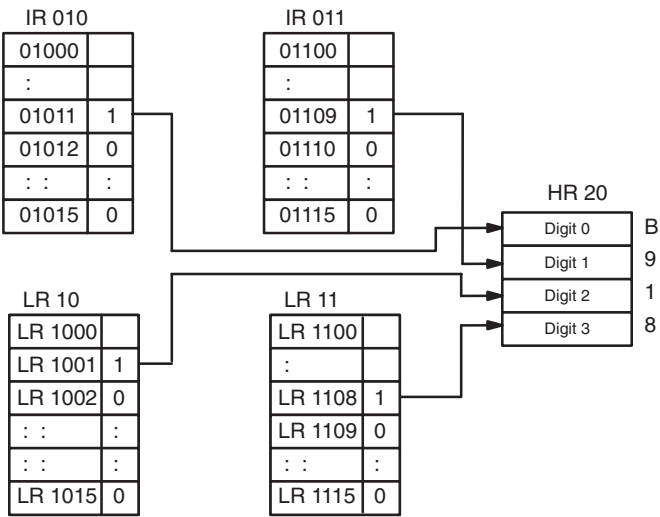 IR 010
01000
:
01011 1
01012 0
: : :
01015 0
IR 011
01100
:
01109 1
01110 0
: : :
01115 0
HR 20
Digit 0 B
Digit 1 9
Digit 2 1
Digit 3 8
LR 10
LR 1000
LR 1001 1
LR 1002 0
: : :
: : :
LR 1015 0
LR 11
LR 1100
:
LR 1108 1
LR 1109 0
: : :
LR 1115 0